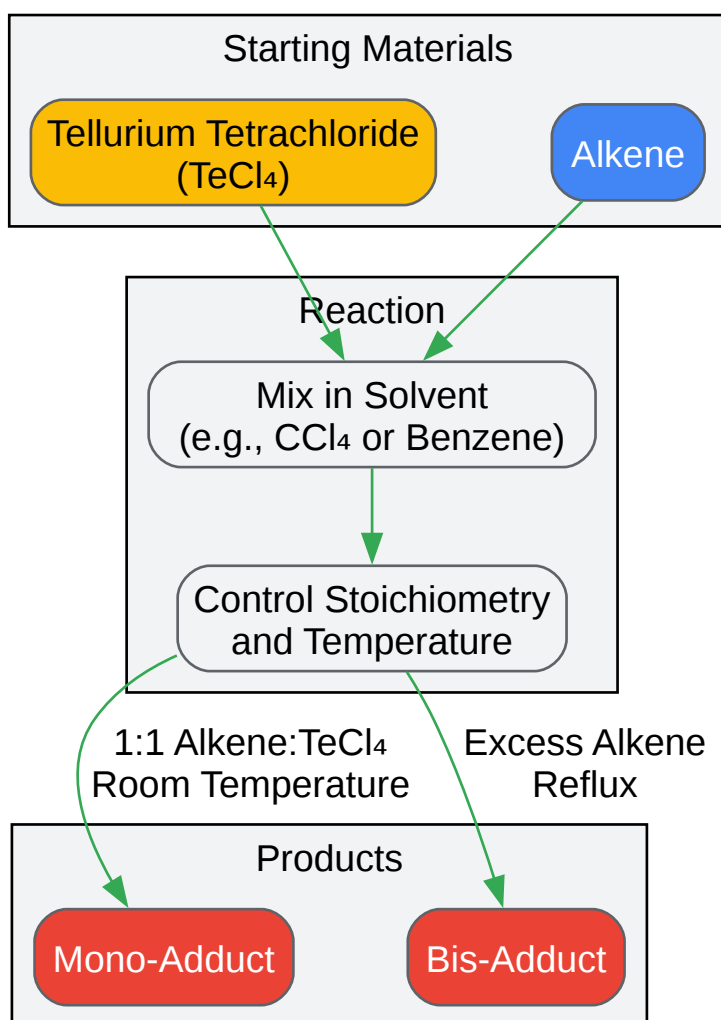 Starting Materials
Tellurium Tetrachloride
(TeCl₄)
Alkene
Reaction
Mix in Solvent
(e.g., CCl₄ or Benzene)
Control Stoichiometry
and Temperature
1:1 Alkene:TeCl₄
Room Temperature
Excess Alkene
Reflux
Products
Mono-Adduct
Bis-Adduct